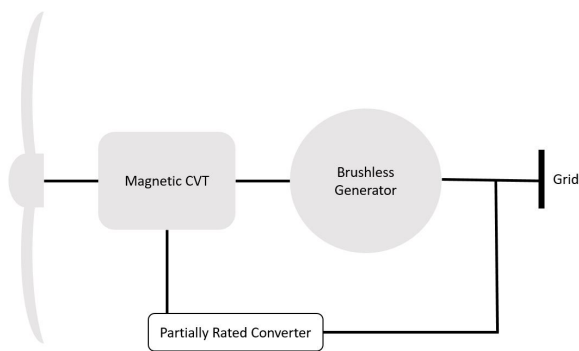 Magnetic CVT
Brushless
Generator
Grid
Partially Rated Converter